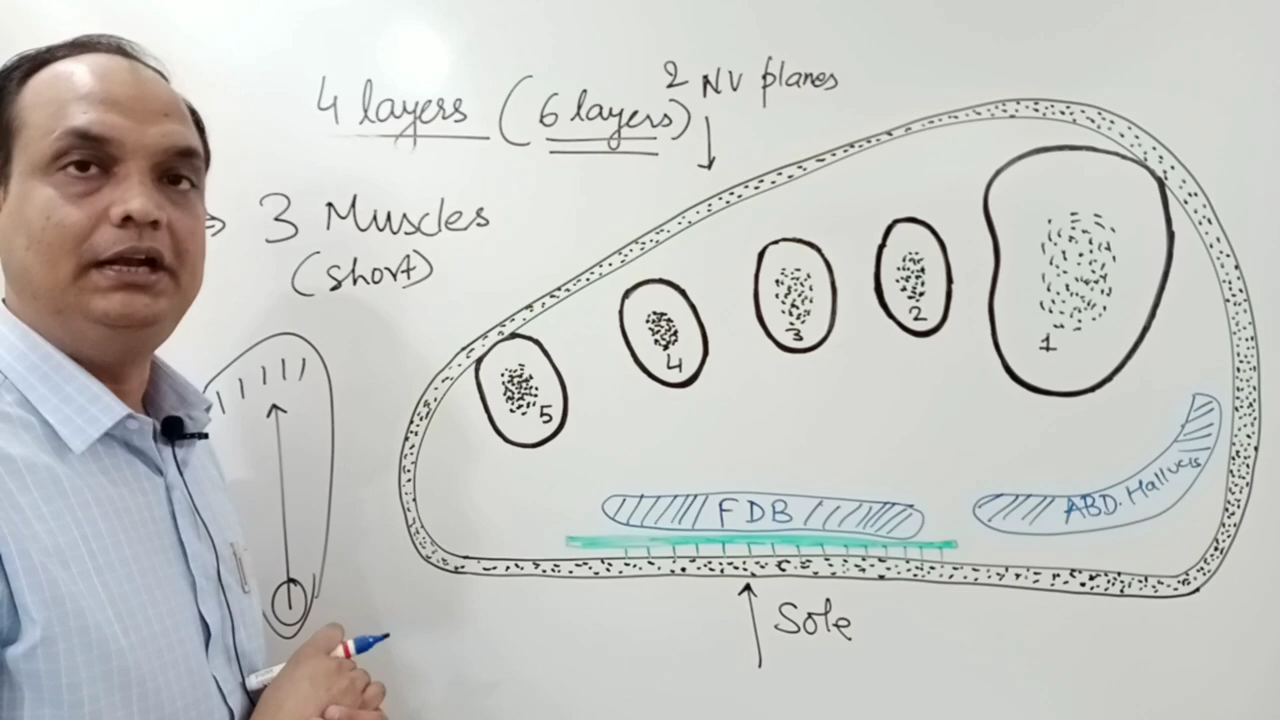 4 layers (6 layers) 2 NV planes
⇒ 3 Muscles
(short)
1
2
3
4
5
ABD. Hallucis
FDB
Sole